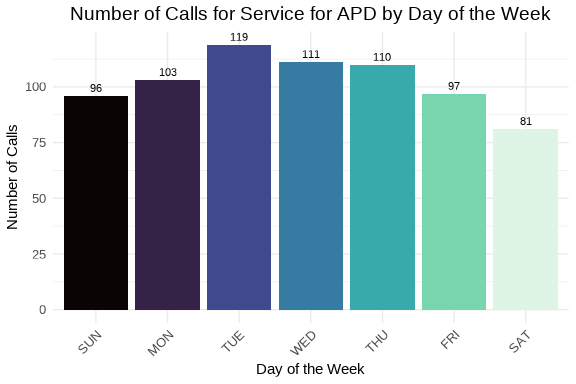 Number of Calls for Service for APD by Day of the Week
119
111
110
103
96
97
81
100
75
50
25
0
Number of Calls
SUN
MON
TUE
WED
THU
FRI
SAT
Day of the Week